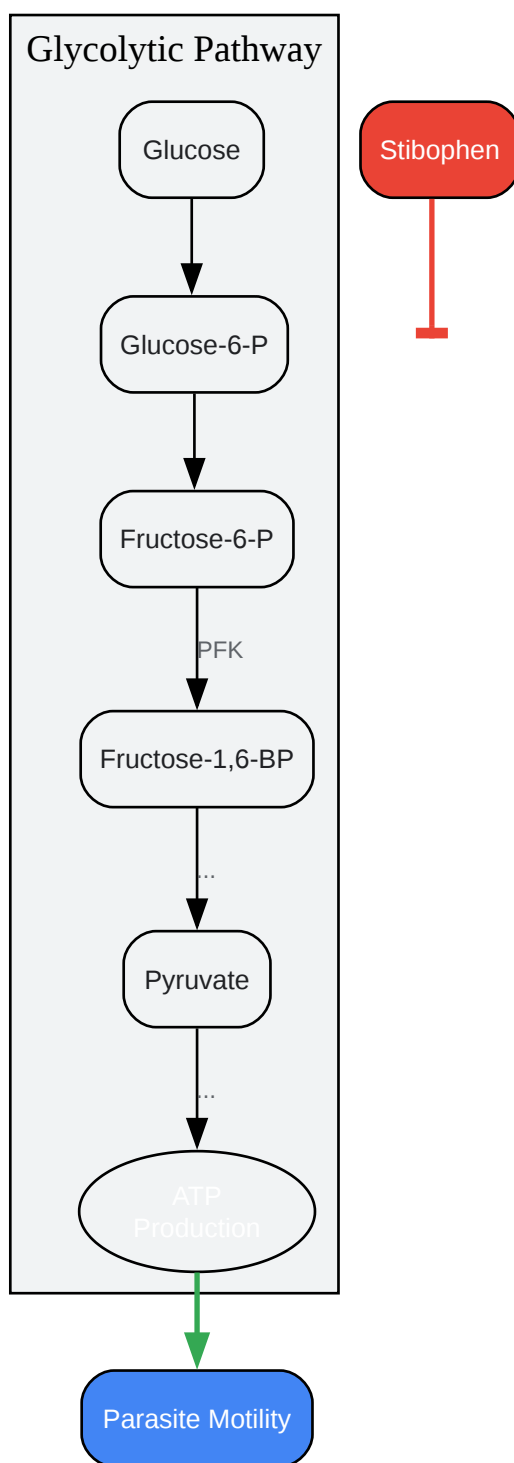 Glycolytic Pathway
Glucose
Stibophen
Glucose-6-P
Fructose-6-P
PFK
Fructose-1,6-BP
...
Pyruvate
...
ATP
Production
Parasite Motility